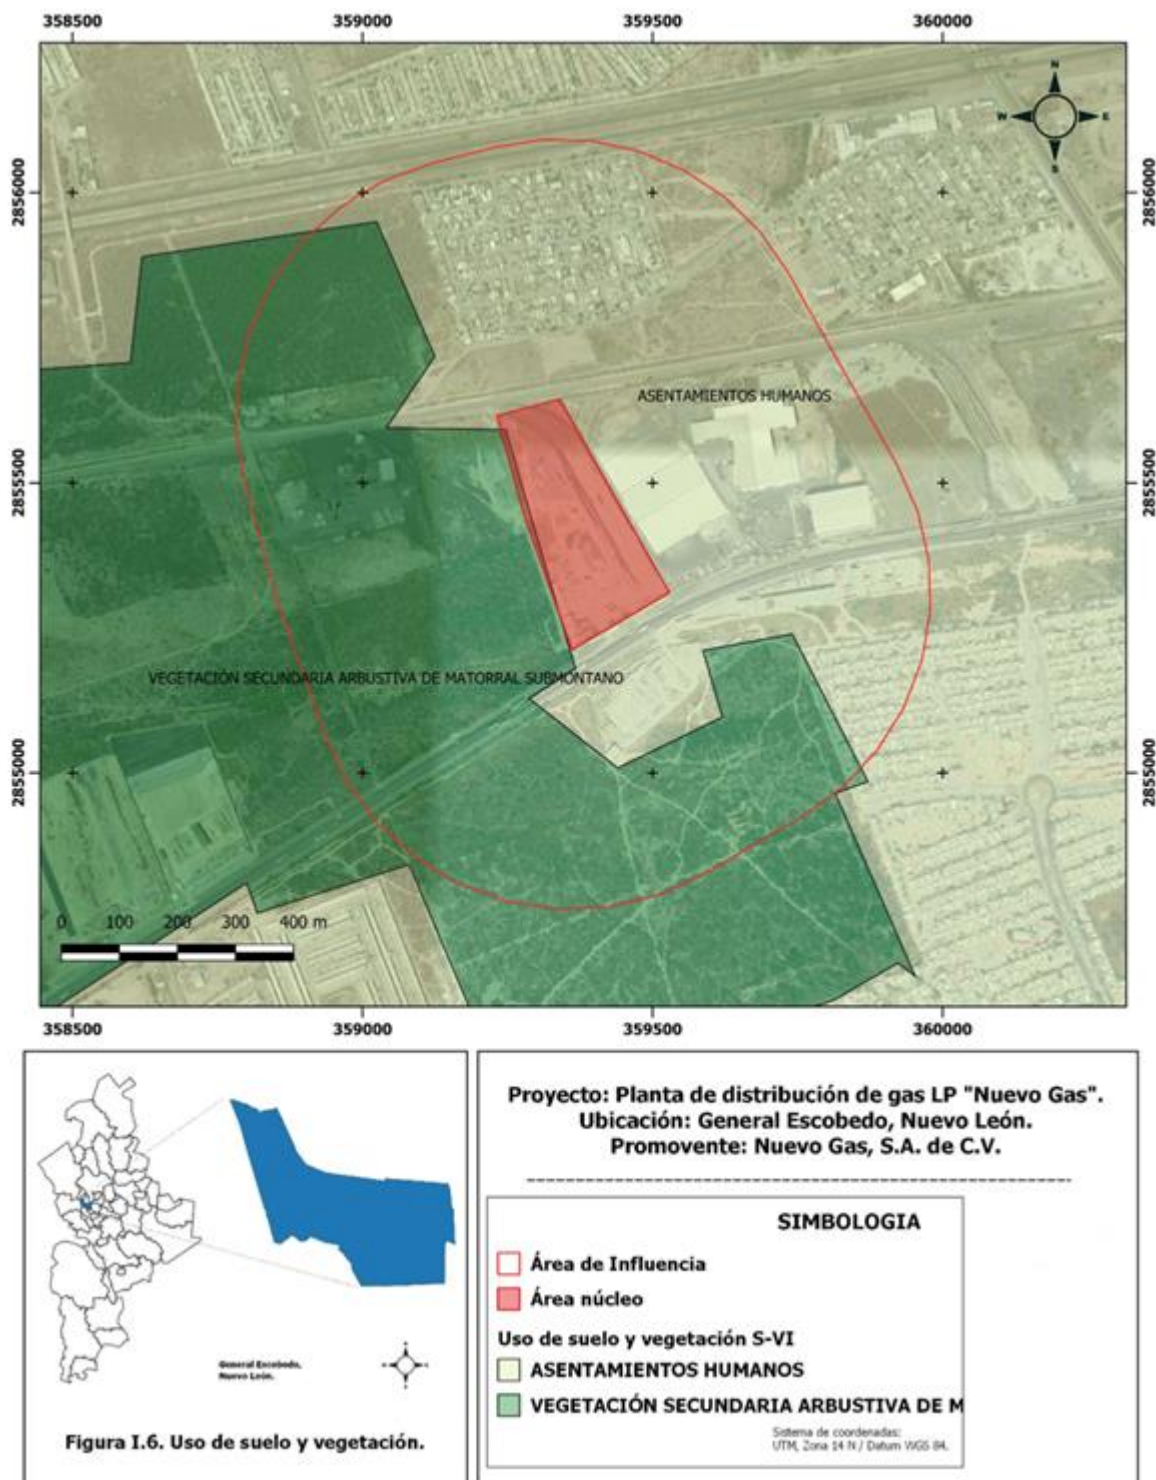 358500 359000 359500 360000
N
W E
S
2856000 2856000
ASENTAMIENTOS HUMANOS
2855500 2855500
VEGETACIÓN SECUNDARIA ARBUSTIVA DE MATORRAL SUBMONTANO
2855000 2855000
0 100 200 300 400 m
358500 359000 359500 360000
General Escobedo,
Nuevo León.
Figura I.6. Uso de suelo y vegetación.
Proyecto: Planta de distribución de gas LP "Nuevo Gas".
Ubicación: General Escobedo, Nuevo León.
Promovente: Nuevo Gas, S.A. de C.V.
SIMBOLOGIA
Área de Influencia
Área núcleo
Uso de suelo y vegetación S-VI
ASENTAMIENTOS HUMANOS
VEGETACIÓN SECUNDARIA ARBUSTIVA DE M
Sistema de coordenadas:
UTM, Zona 14 N / Datum WGS 84.